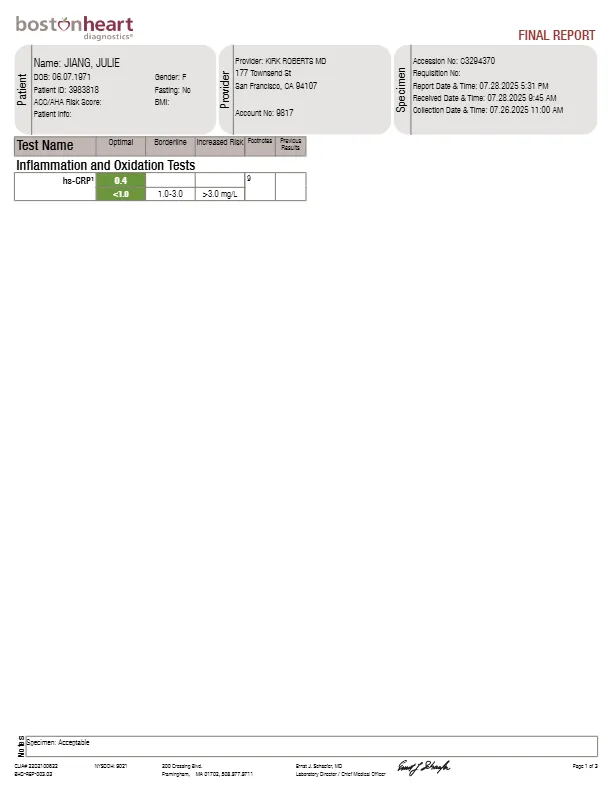 bostonheart
diagnostics®
FINAL REPORT
Patient
Name: JIANG, JULIE
DOB: 06.07.1971 Gender: F
Patient ID: 3983818 Fasting: No
ACC/AHA Risk Score: BMI:
Patient Info:
Provider
Provider: KIRK ROBERTS MD
177 Townsend St
San Francisco, CA 94107
Account No: 9817
Specimen
Accession No: C3294370
Requisition No:
Report Date & Time: 07.28.2025 5:31 PM
Received Date & Time: 07.28.2025 9:45 AM
Collection Date & Time: 07.26.2025 11:00 AM
Test Name Optimal Borderline Increased Risk Footnotes Previous Results
Inflammation and Oxidation Tests
hs-CRP¹ 0.4 9
<1.0 1.0-3.0 >3.0 mg/L
Notes
Specimen: Acceptable
CLIA# 22D2100622 NYSDOH: 9021 200 Crossing Blvd. Ernst J. Schaefer, MD Page 1 of 3
Framingham, MA 01702, 508.877.8711 Laboratory Director / Chief Medical Officer